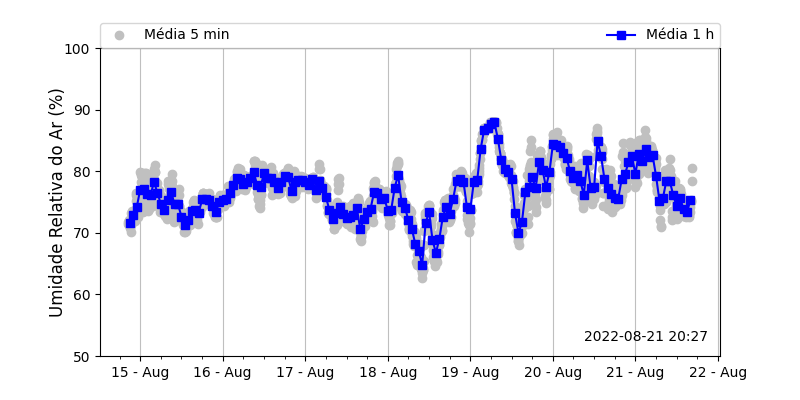 Média 5 min
Média 1 h
Umidade Relativa do Ar (%)
100
90
80
70
60
50
2022-08-21 20:27
15 - Aug
16 - Aug
17 - Aug
18 - Aug
19 - Aug
20 - Aug
21 - Aug
22 - Aug